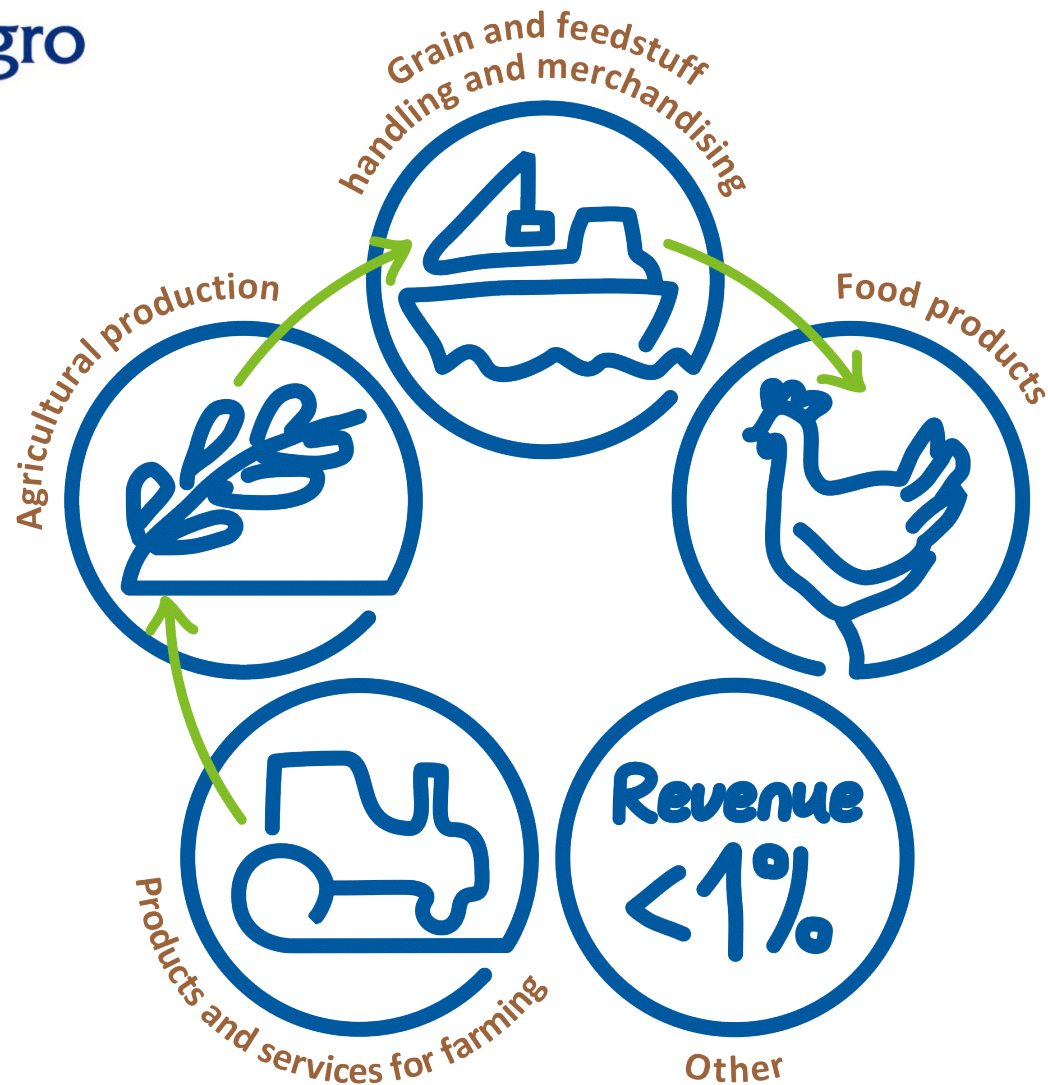 gro
Grain and feedstuff
handling and merchandising
Agricultural production
Food products
Products and services for farming
Revenue
<1%
Other